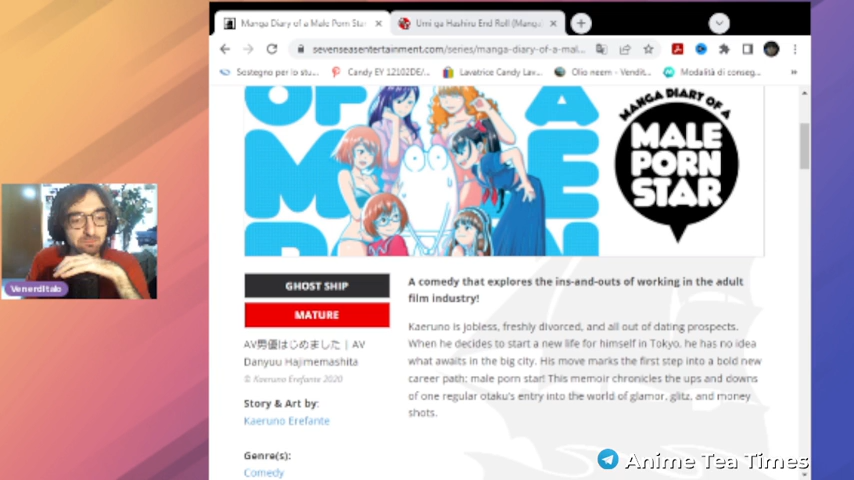 Manga Diary of a Male Porn Sta
Umi ga Hashiru End Roll (Manga
sevenseasentertainment.com/series/manga-diary-of-a-mal...
Sostegno per lo stu...
Candy EY 12102DE/...
Lavatrice Candy Lav...
Olio neem - Vendit...
Modalità di conseg...
»
OF A
M E
MANGA DIARY OF A
MALE
PORN
STAR
VenerdItalo
GHOST SHIP
MATURE
AV男優はじめました | AV
Danyuu Hajimemashita
© Kaeruno Erefante 2020
Story & Art by:
Kaeruno Erefante
Genre(s):
Comedy
A comedy that explores the ins-and-outs of working in the adult
film industry!
Kaeruno is jobless, freshly divorced, and all out of dating prospects.
When he decides to start a new life for himself in Tokyo, he has no idea
what awaits in the big city. His move marks the first step into a bold new
career path: male porn star! This memoir chronicles the ups and downs
of one regular otaku's entry into the world of glamor, glitz, and money
shots.
Anime Tea Times